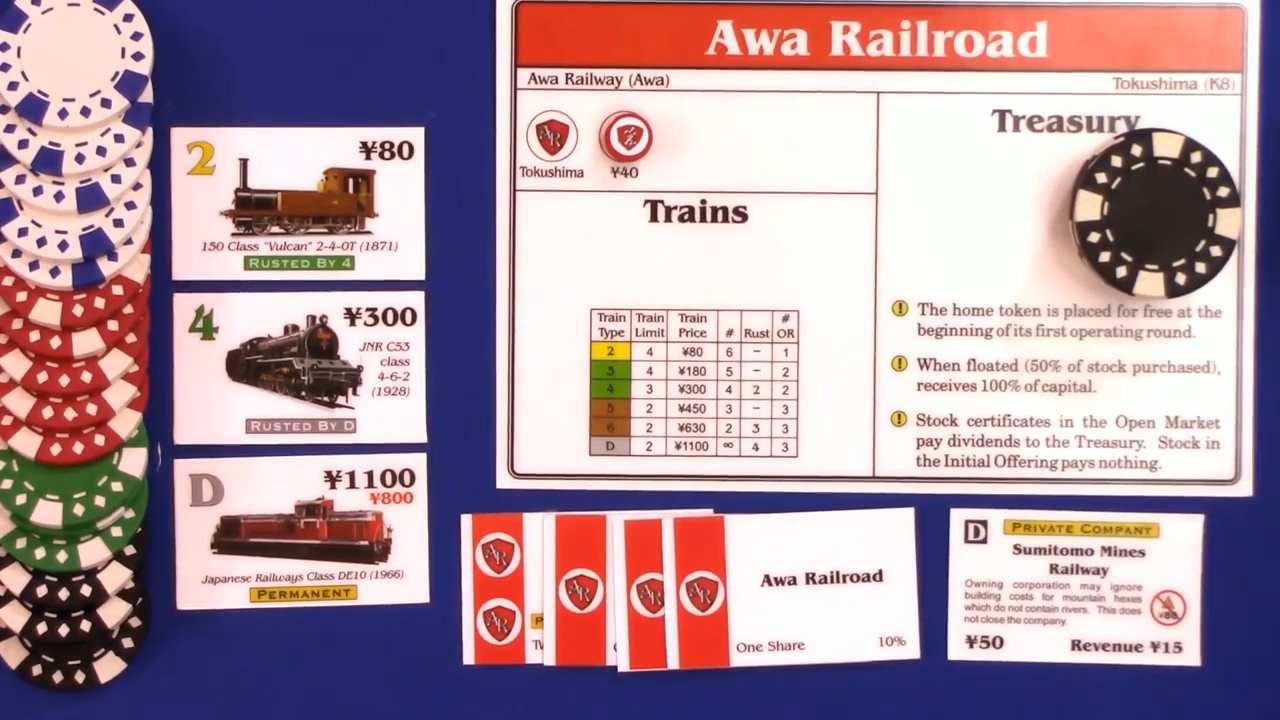 2 ¥80
150 Class "Vulcan" 2-4-0T (1871)
RUSTED BY 4
4 ¥300
JNR C53
class
4-6-2
(1928)
RUSTED BY D
D ¥1100
¥800
Japanese Railways Class DE10 (1966)
PERMANENT
Awa Railroad
Awa Railway (Awa) Tokushima (K8)
AR
Tokushima ¥40
Trains
Train Train Train # Rust #
Type Limit Price OR
2 4 ¥80 6 – 1
3 4 ¥180 5 – 2
4 3 ¥300 4 2 2
5 2 ¥450 3 – 3
6 2 ¥630 2 3 3
D 2 ¥1100 ∞ 4 3
Treasury
! The home token is placed for free at the
beginning of its first operating round.
! When floated (50% of stock purchased),
receives 100% of capital.
! Stock certificates in the Open Market
pay dividends to the Treasury. Stock in
the Initial Offering pays nothing.
AR
AR
AR
AR
AR
Awa Railroad
One Share 10%
D PRIVATE COMPANY
Sumitomo Mines
Railway
Owning corporation may ignore
building costs for mountain hexes
which do not contain rivers. This does
not close the company.
¥50 Revenue ¥15